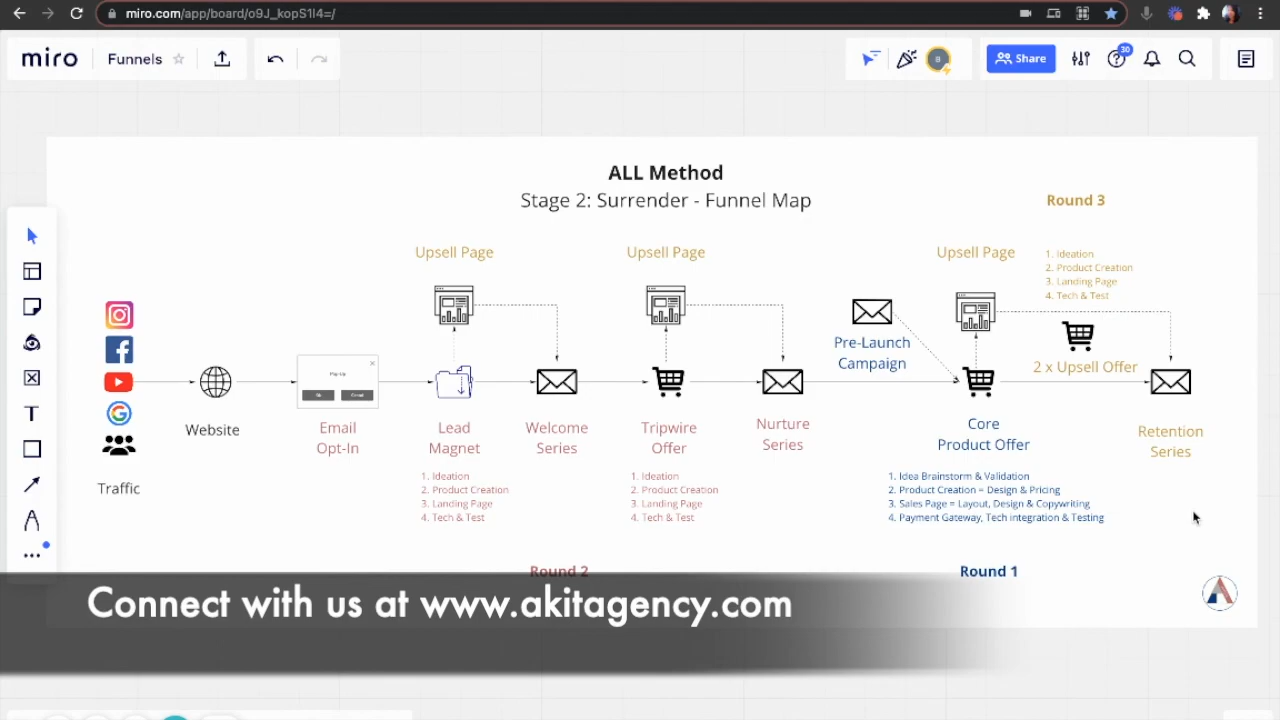 miro.com/app/board/o9J_kopS1l4=/
miro
Funnels
B
Share
30
ALL Method
Stage 2: Surrender - Funnel Map
Round 3
Upsell Page
Upsell Page
Upsell Page
1. Ideation
2. Product Creation
3. Landing Page
4. Tech & Test
Pre-Launch
Campaign
2 x Upsell Offer
Pop-Up
Website
Email
Opt-In
Lead
Magnet
Welcome
Series
Tripwire
Offer
Nurture
Series
Core
Product Offer
Retention
Series
Traffic
1. Ideation
2. Product Creation
3. Landing Page
4. Tech & Test
1. Ideation
2. Product Creation
3. Landing Page
4. Tech & Test
1. Idea Brainstorm & Validation
2. Product Creation = Design & Pricing
3. Sales Page = Layout, Design & Copywriting
4. Payment Gateway, Tech integration & Testing
Round 2
Round 1
Connect with us at www.akitagency.com